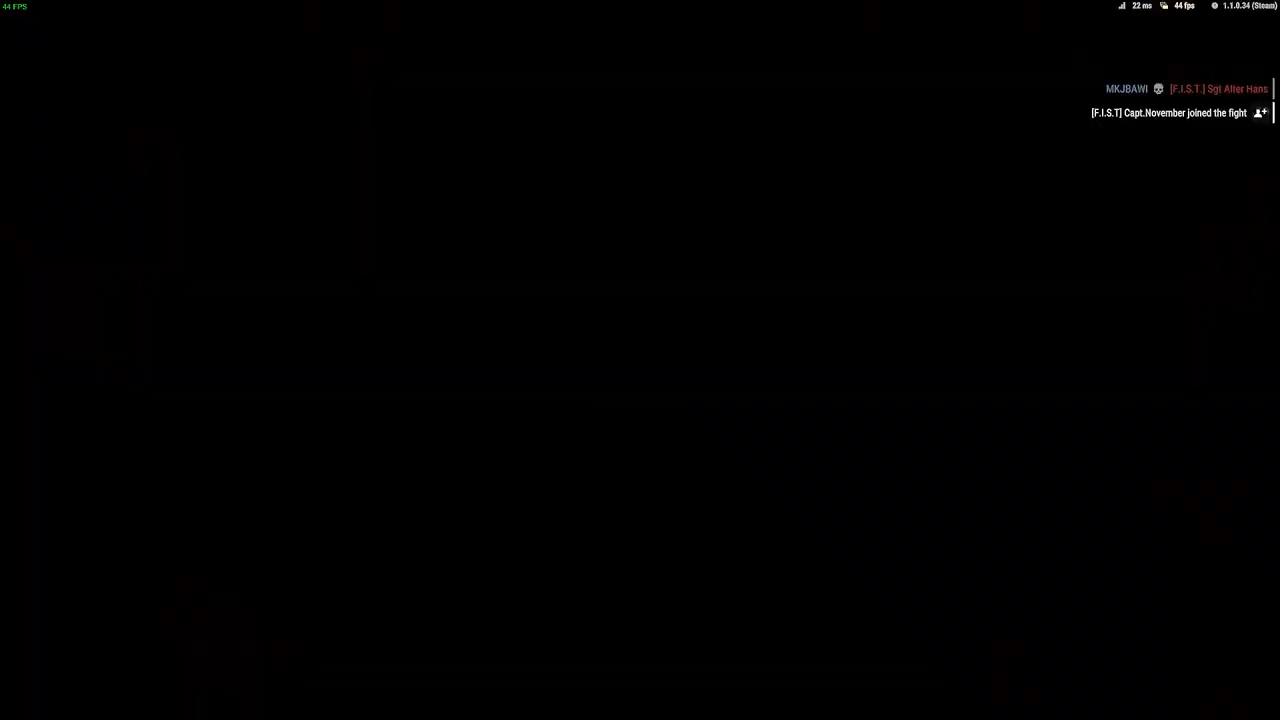 44 FPS
22 ms 44 fps 1.1.0.34 (Steam)
MKJBAWI [F.I.S.T.] Sgt Alter Hans
[F.I.S.T] Capt.November joined the fight